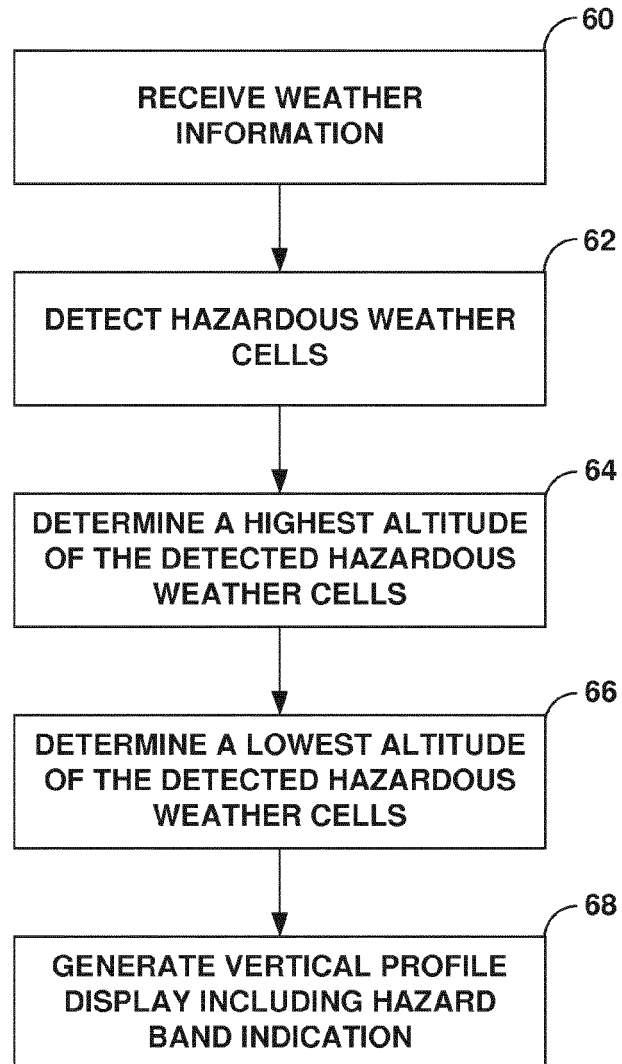 60
RECEIVE WEATHER
INFORMATION
62
DETECT HAZARDOUS WEATHER
CELLS
64
DETERMINE A HIGHEST ALTITUDE
OF THE DETECTED HAZARDOUS
WEATHER CELLS
66
DETERMINE A LOWEST ALTITUDE
OF THE DETECTED HAZARDOUS
WEATHER CELLS
68
GENERATE VERTICAL PROFILE
DISPLAY INCLUDING HAZARD
BAND INDICATION